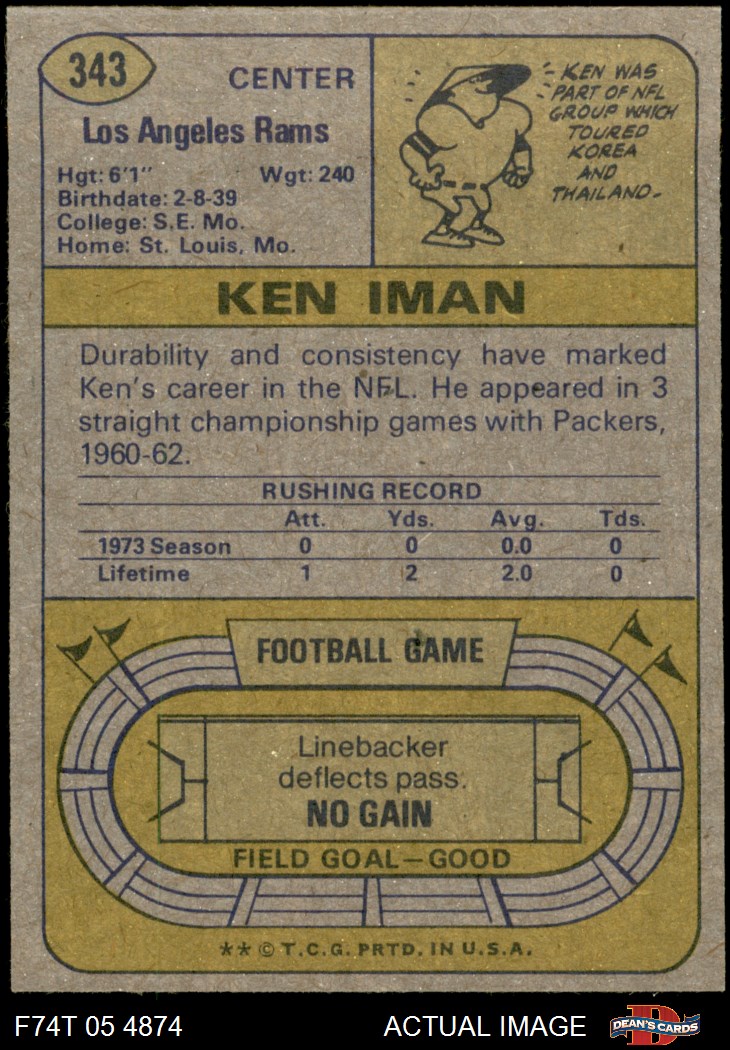 343
CENTER
Los Angeles Rams
Hgt: 6'1" Wgt: 240
Birthdate: 2-8-39
College: S.E. Mo.
Home: St. Louis, Mo.
KEN WAS
PART OF NFL
GROUP WHICH
TOURED
KOREA
AND
THAILAND.
KEN IMAN
Durability and consistency have marked
Ken's career in the NFL. He appeared in 3
straight championship games with Packers,
1960-62.
RUSHING RECORD
Att. Yds. Avg. Tds.
1973 Season 0 0 0.0 0
Lifetime 1 2 2.0 0
FOOTBALL GAME
Linebacker
deflects pass.
NO GAIN
FIELD GOAL—GOOD
** © T.C.G. PRTD. IN U.S.A.
F74T 05 4874 ACTUAL IMAGE
D
DEAN'S CARDS